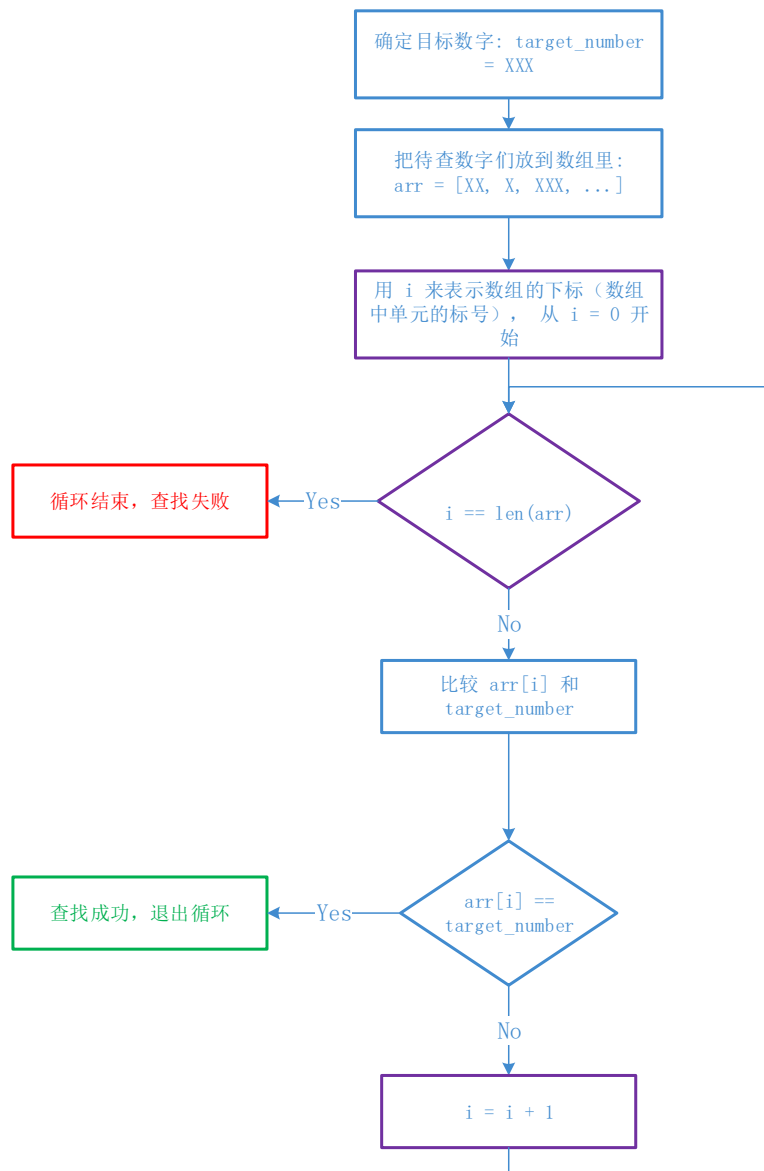 确定目标数字: target_number
= XXX
把待查数字们放到数组里:
arr = [XX, X, XXX, ...]
用 i 来表示数组的下标（数组
中单元的标号）， 从 i = 0 开
始
i == len(arr)
Yes
循环结束，查找失败
No
比较 arr[i] 和
target_number
arr[i] ==
target_number
Yes
查找成功，退出循环
No
i = i + 1